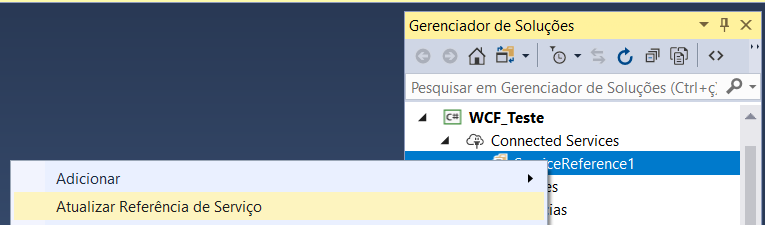 Gerenciador de Soluções
Pesquisar em Gerenciador de Soluções (Ctrl+ç)
C# WCF_Teste
Connected Services
ServiceReference1
Adicionar
Atualizar Referência de Serviço